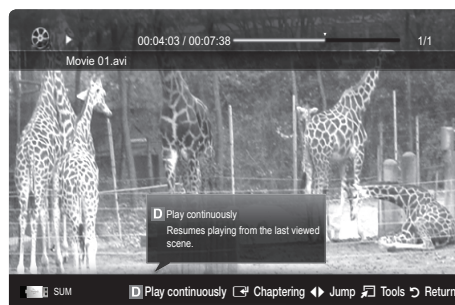 00:04:03 / 00:07:38 1/1
Movie 01.avi
D Play continuously
Resumes playing from the last viewed
scene.
SUM D Play continuously Chaptering Jump Tools Return